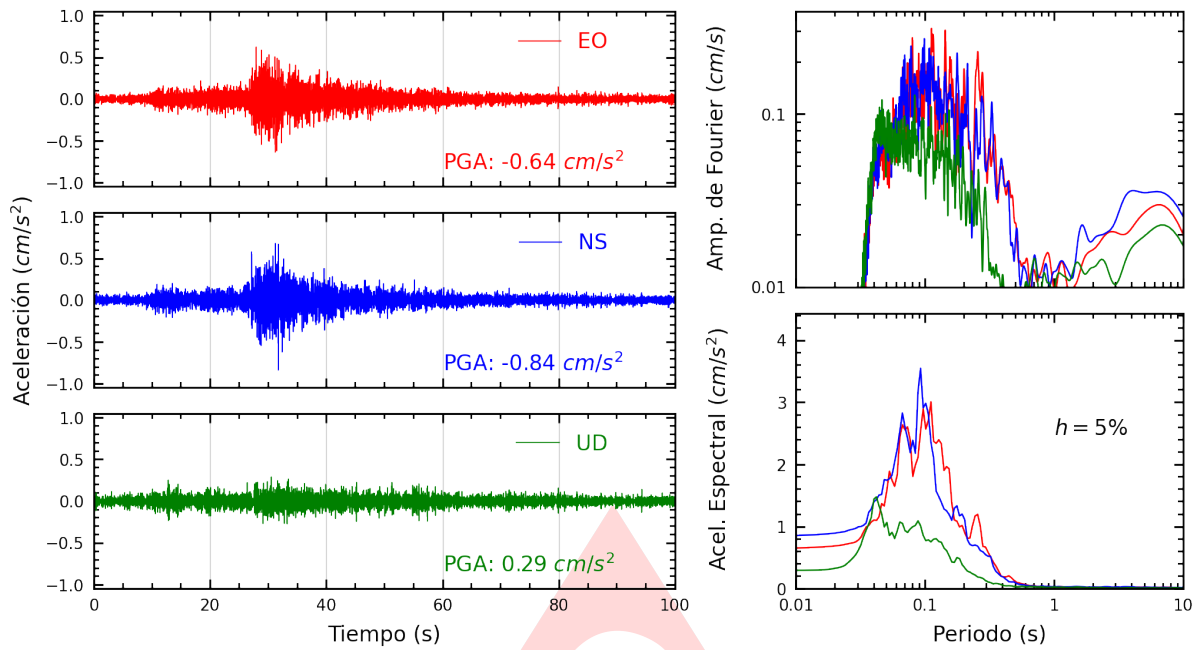 Aceleración (cm/s²)
1.0
0.5
0.0
−0.5
−1.0
EO
PGA: -0.64 cm/s²
1.0
0.5
0.0
−0.5
−1.0
NS
PGA: -0.84 cm/s²
1.0
0.5
0.0
−0.5
−1.0
UD
PGA: 0.29 cm/s²
0 20 40 60 80 100
Tiempo (s)
Amp. de Fourier (cm/s)
0.1
0.01
Acel. Espectral (cm/s²)
4
3
2
1
0
h = 5%
0.01 0.1 1 10
Periodo (s)